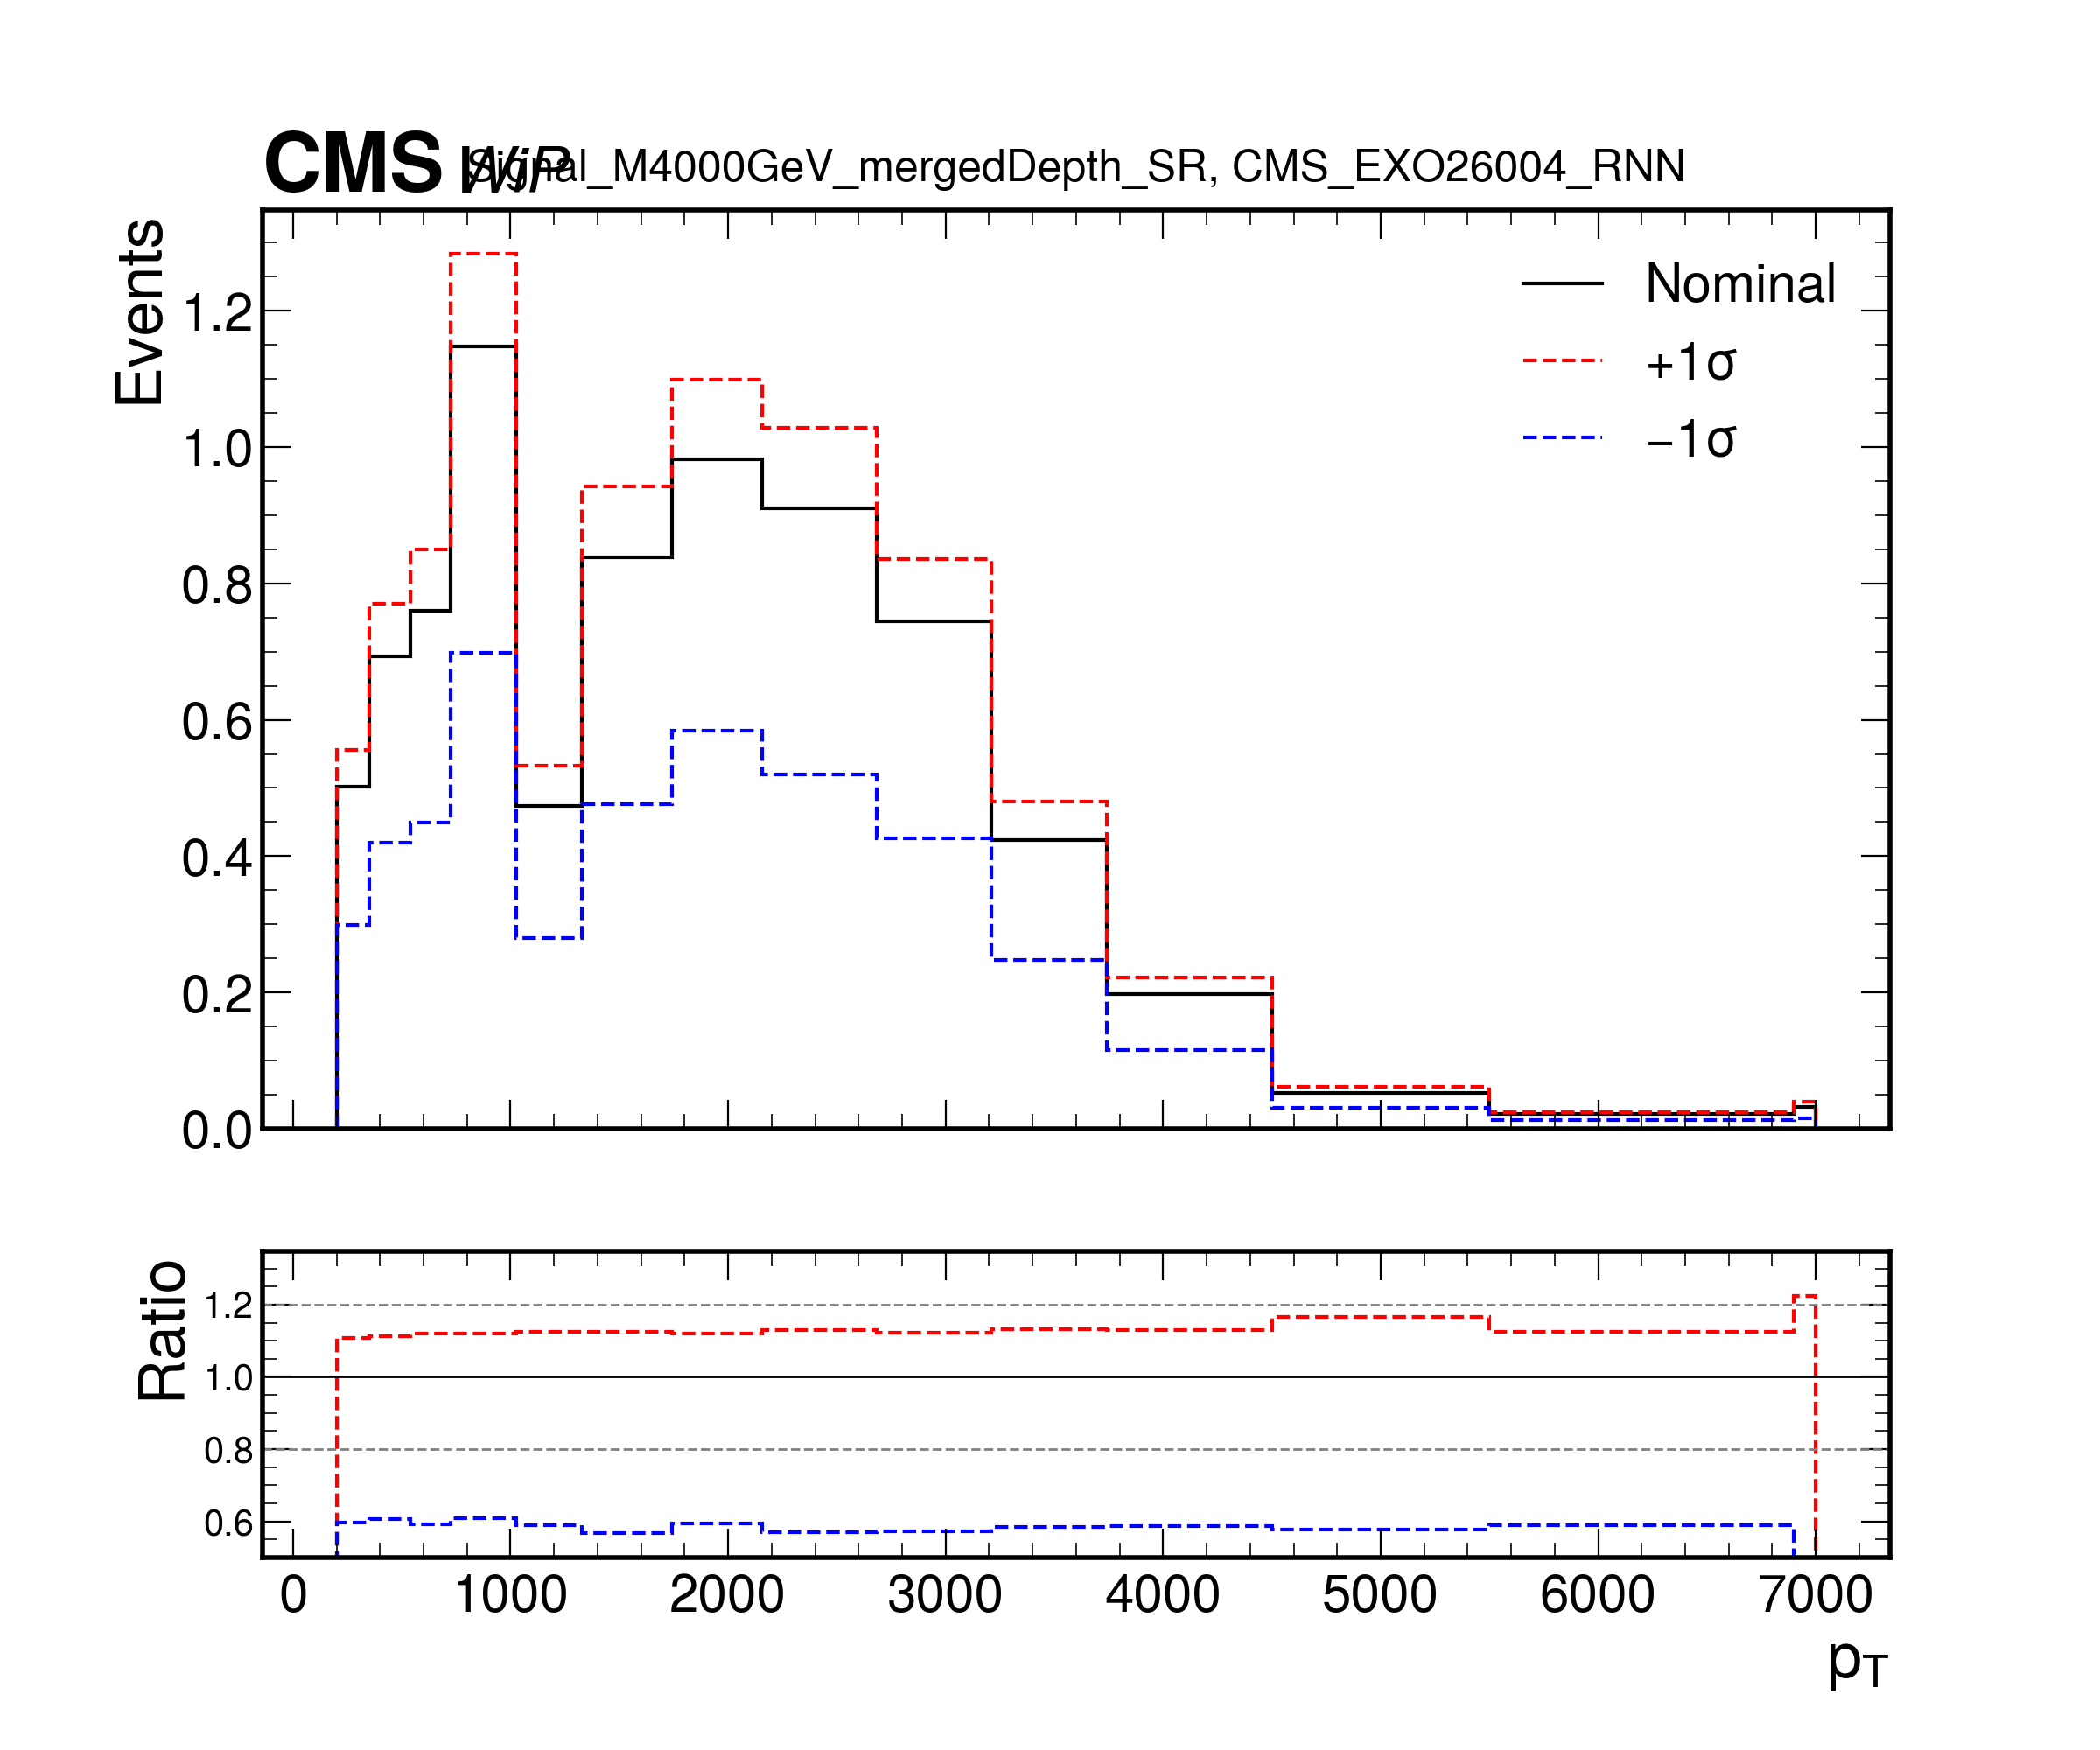 CMS WiP Signal_M4000GeV_mergedDepth_SR, CMS_EXO26004_RNN
Events
1.2
1.0
0.8
0.6
0.4
0.2
0.0
Nominal
+1σ
−1σ
Ratio
1.2
1.0
0.8
0.6
0 1000 2000 3000 4000 5000 6000 7000
pT